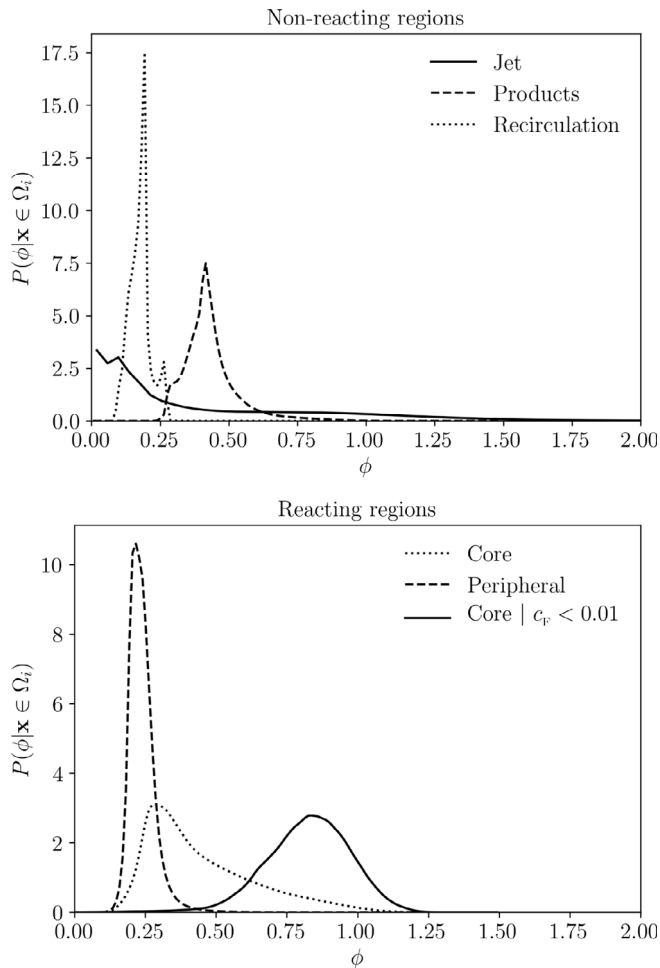 Non-reacting regions
17.5
15.0
12.5
10.0
7.5
5.0
2.5
0.0
P(ϕ|x ∈ Ωᵢ)
Jet
Products
Recirculation
0.00 0.25 0.50 0.75 1.00 1.25 1.50 1.75 2.00
ϕ
Reacting regions
10
8
6
4
2
0
P(ϕ|x ∈ Ωᵢ)
Core
Peripheral
Core | c_F < 0.01
0.00 0.25 0.50 0.75 1.00 1.25 1.50 1.75 2.00
ϕ